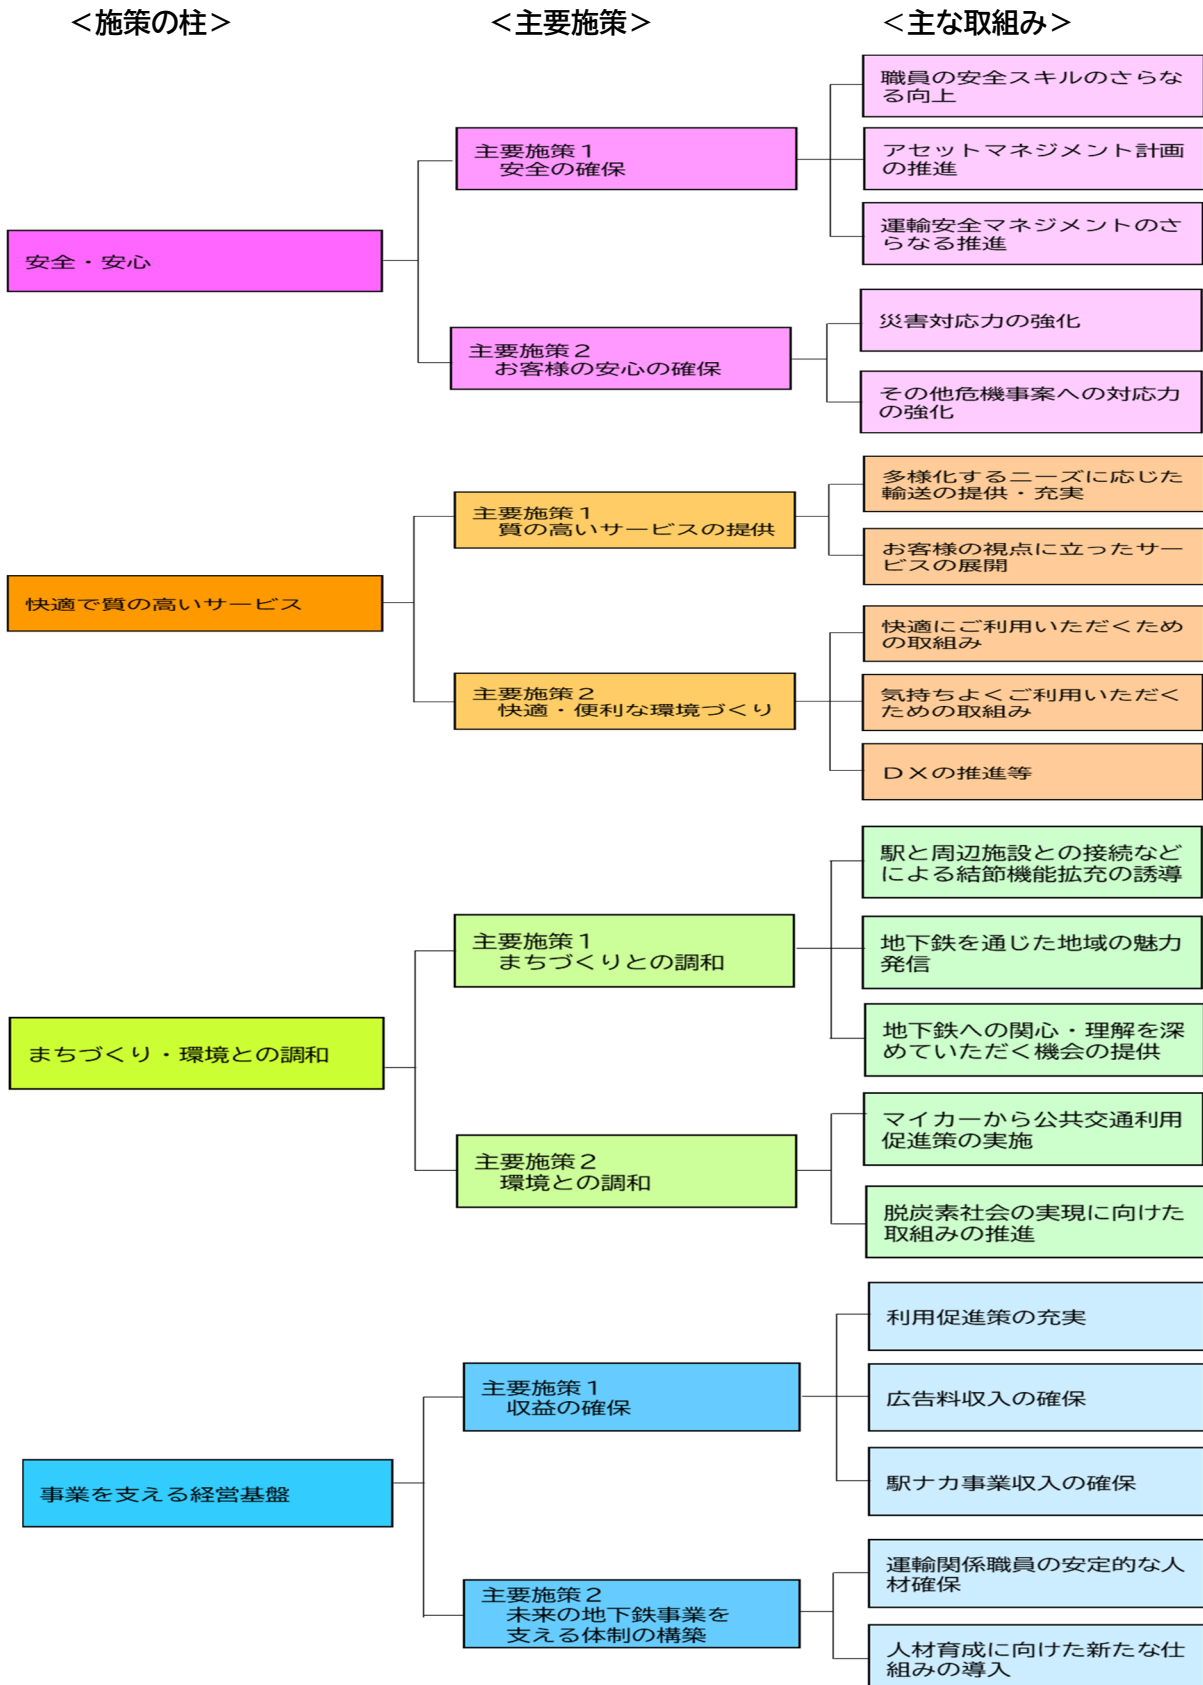 ＜施策の柱＞
＜主要施策＞
＜主な取組み＞
安全・安心
主要施策１
安全の確保
職員の安全スキルのさらな
る向上
アセットマネジメント計画
の推進
運輸安全マネジメントのさ
らなる推進
主要施策２
お客様の安心の確保
災害対応力の強化
その他危機事案への対応力
の強化
快適で質の高いサービス
主要施策１
質の高いサービスの提供
多様化するニーズに応じた
輸送の提供・充実
お客様の視点に立ったサー
ビスの展開
主要施策２
快適・便利な環境づくり
快適にご利用いただくため
の取組み
気持ちよくご利用いただく
ための取組み
ＤＸの推進等
まちづくり・環境との調和
主要施策１
まちづくりとの調和
駅と周辺施設との接続など
による結節機能拡充の誘導
地下鉄を通じた地域の魅力
発信
地下鉄への関心・理解を深
めていただく機会の提供
主要施策２
環境との調和
マイカーから公共交通利用
促進策の実施
脱炭素社会の実現に向けた
取組みの推進
事業を支える経営基盤
主要施策１
収益の確保
利用促進策の充実
広告料収入の確保
駅ナカ事業収入の確保
主要施策２
未来の地下鉄事業を
支える体制の構築
運輸関係職員の安定的な人
材確保
人材育成に向けた新たな仕
組みの導入